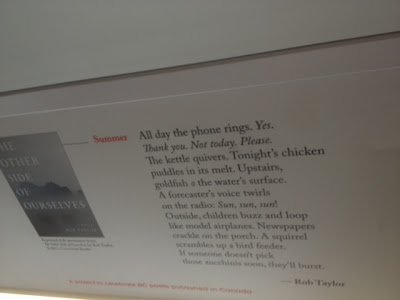 THE
OTHER
SIDE
OF
OURSELVES
ROB TAYLOR
Summer
All day the phone rings. Yes.
Thank you. Not today. Please.
The kettle quivers. Tonight's chicken
puddles in its melt. Upstairs,
goldfish o the water's surface.
A forecaster's voice twirls
on the radio: Sun, sun, sun!
Outside, children buzz and loop
like model airplanes. Newspapers
crackle on the porch. A squirrel
scrambles up a bird feeder.
If someone doesn't pick
those zucchinis soon, they'll burst.
— Rob Taylor